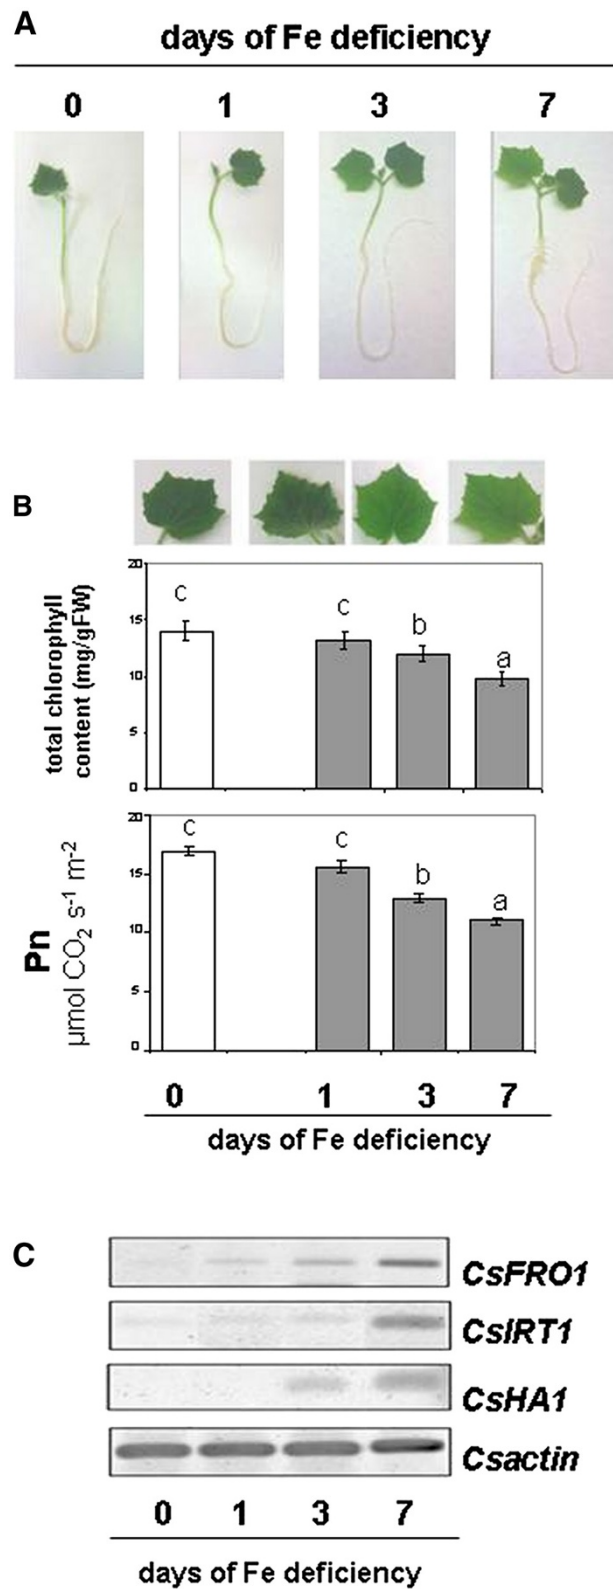 A
days of Fe deficiency
0 1 3 7
B
total chlorophyll
content (mg/gFW)
20
15
10
5
0
c c b a
Pn
µmol CO₂ s⁻¹ m⁻²
20
15
10
5
0
c c b a
0 1 3 7
days of Fe deficiency
C
CsFRO1
CsIRT1
CsHA1
Csactin
0 1 3 7
days of Fe deficiency